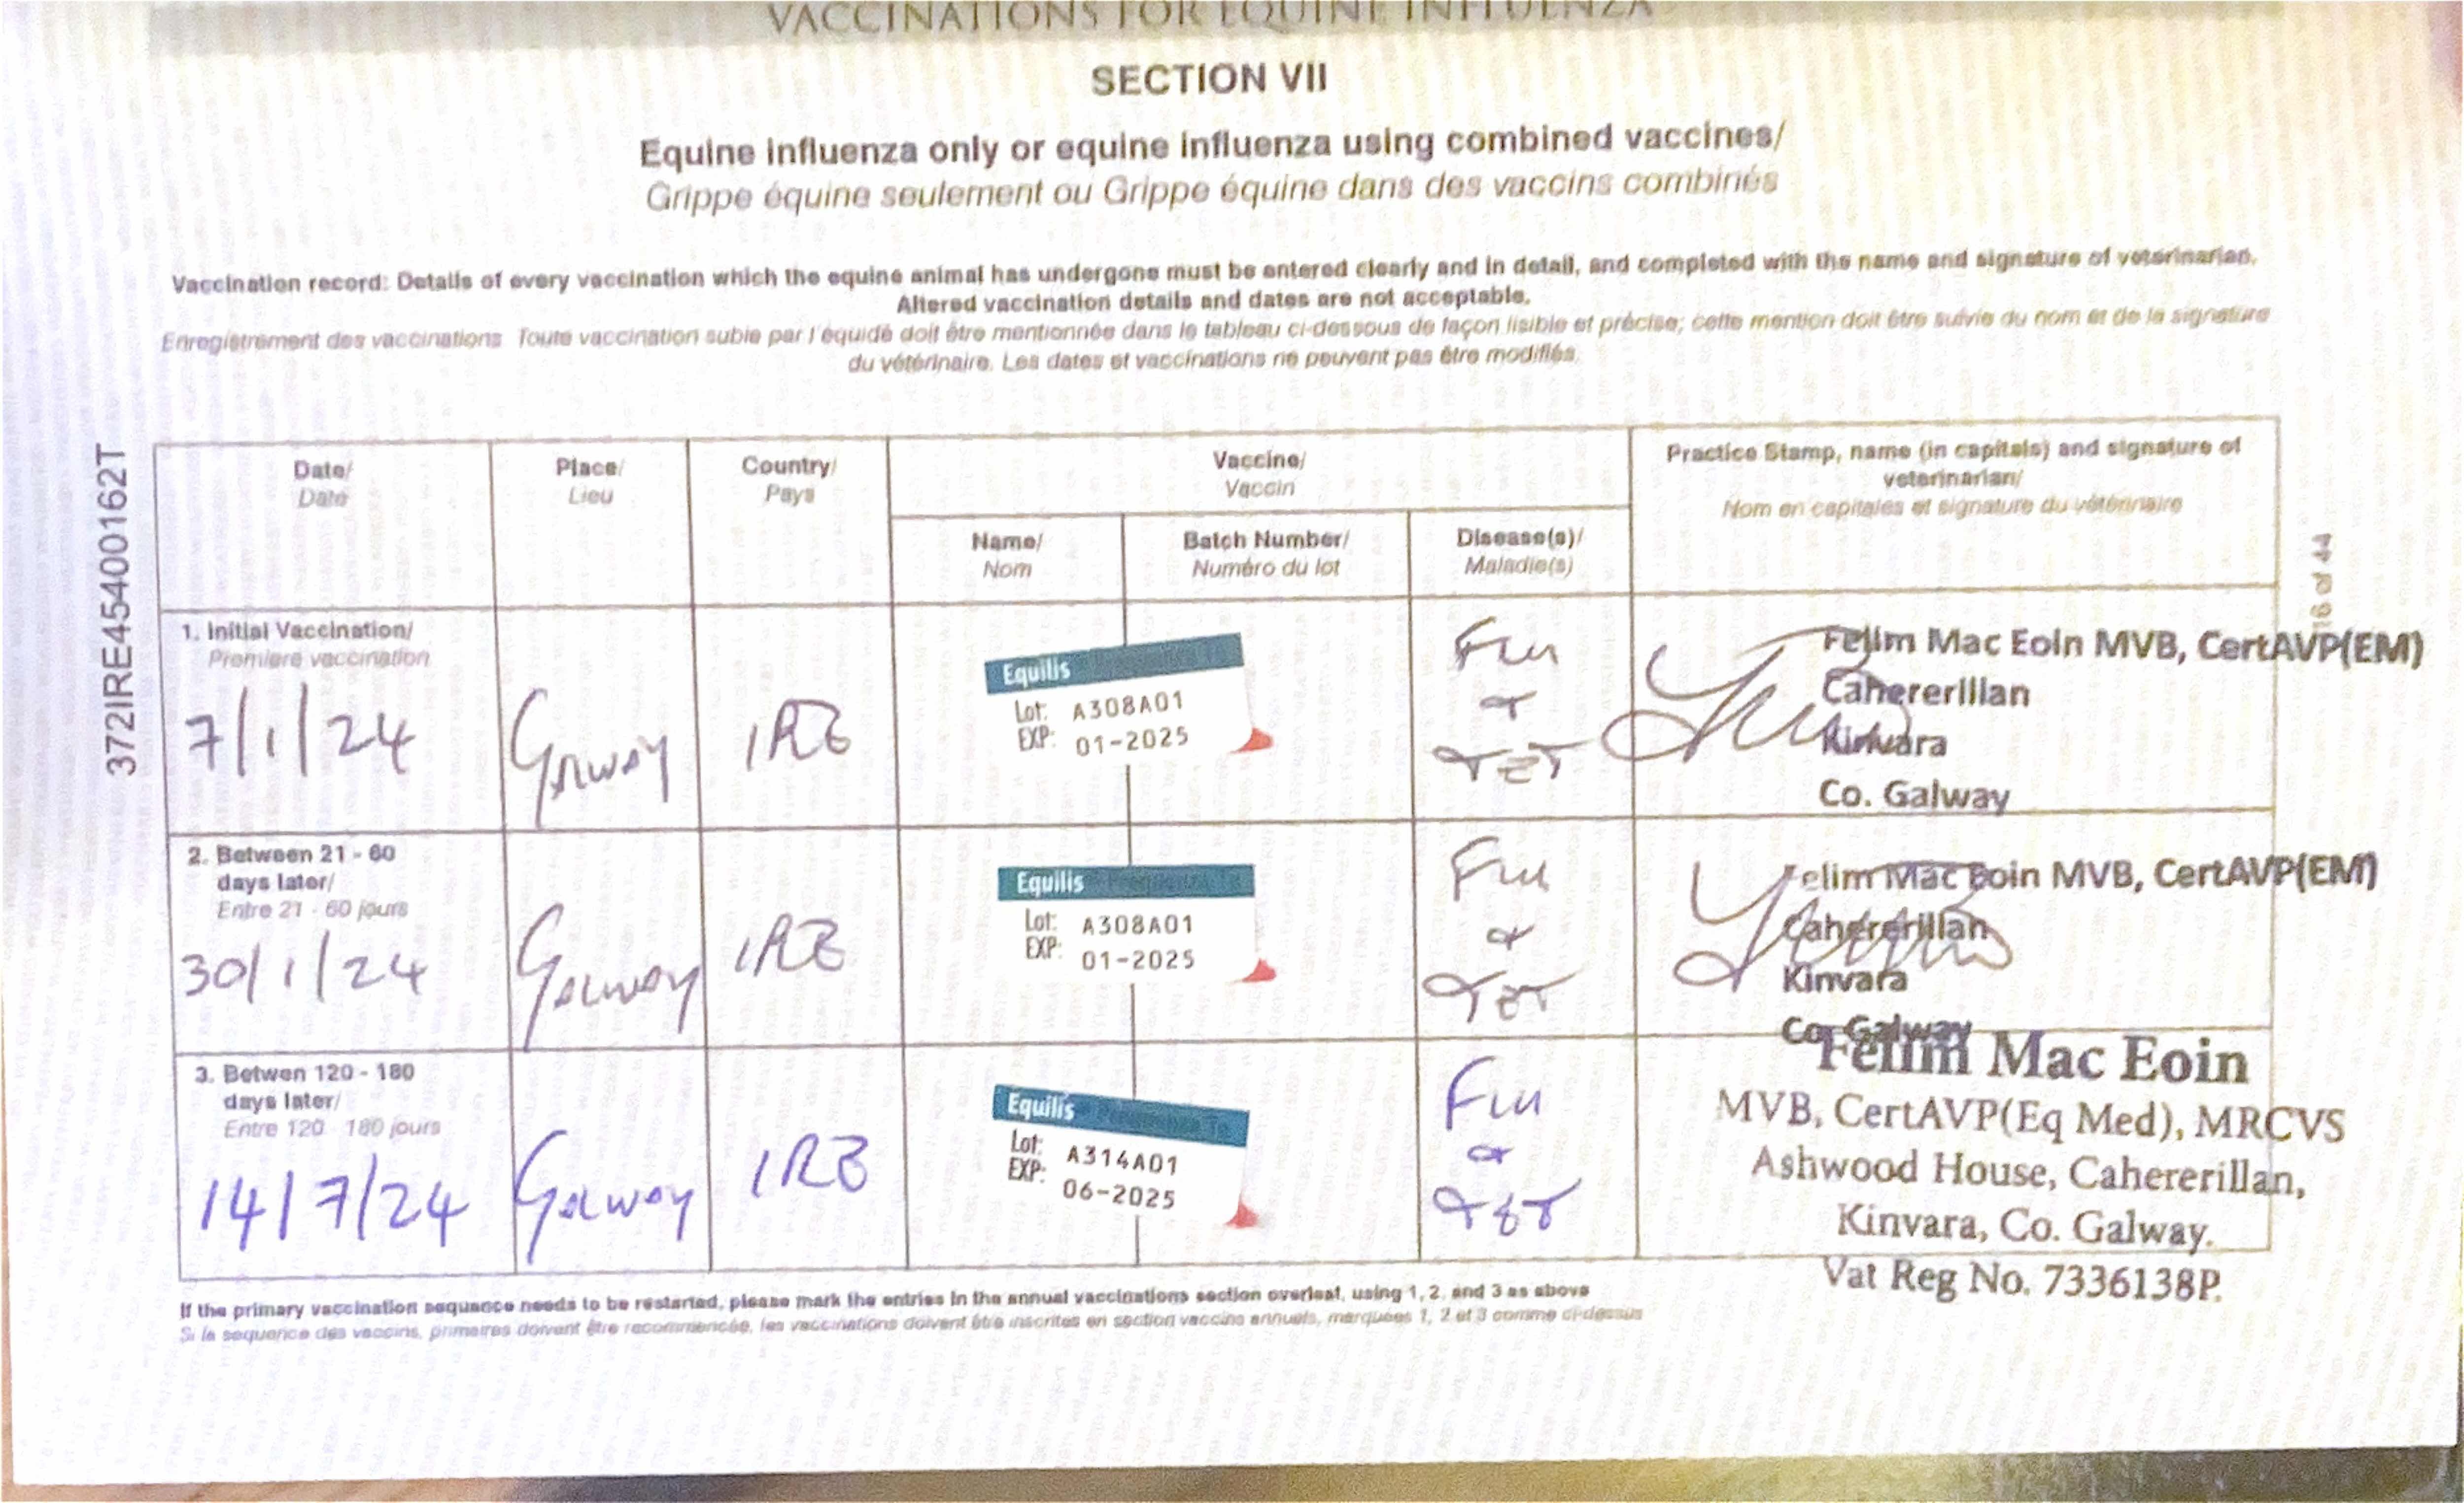 VACCINATIONS FOR EQUINE INFLUENZA
SECTION VII
Equine influenza only or equine influenza using combined vaccines/
Grippe équine seulement ou Grippe équine dans des vaccins combinés
Vaccination record: Details of every vaccination which the equine animal has undergone must be entered clearly and in detail, and completed with the name and signature of veterinarian.
Altered vaccination details and dates are not acceptable.
Enregistrement des vaccinations Toute vaccination subie par l'équidé doit être mentionnée dans le tableau ci-dessous de façon lisible et précise; cette mention doit être suivie du nom et de la signature
du vétérinaire. Les dates et vaccinations ne peuvent pas être modifiés.
372IRE45400162T
Date/
Date
Place/
Lieu
Country/
Pays
Vaccine/
Vaccin
Practice Stamp, name (in capitals) and signature of
veterinarian/
Nom en capitales et signature du vétérinaire
Name/
Nom
Batch Number/
Numéro du lot
Disease(s)/
Maladie(s)
16 of 44
1. Initial Vaccination/
Premiere vaccination
7/1/24
Galway
IRE
Equilis
Lot: A308A01
EXP: 01-2025
Flu
&
TET
Felim Mac Eoin MVB, CertAVP(EM)
Cahererillan
Kinvara
Co. Galway
2. Between 21 - 60
days later/
Entre 21 - 60 jours
30/1/24
Galway
IRE
Equilis
Lot: A308A01
EXP: 01-2025
Flu
&
TET
Felim Mac Eoin MVB, CertAVP(EM)
Cahererillan
Kinvara
Co. Galway
3. Betwen 120 - 180
days later/
Entre 120 180 jours
14/7/24
Galway
IRE
Equilis
Lot: A314A01
EXP: 06-2025
Flu
&
TET
Felim Mac Eoin
MVB, CertAVP(Eq Med), MRCVS
Ashwood House, Cahererillan,
Kinvara, Co. Galway.
Vat Reg No. 7336138P.
If the primary vaccination sequence needs to be restarted, please mark the entries in the annual vaccinations section overleaf, using 1, 2, and 3 as above
Si la sequence des vaccins, primaires doivent être recommencée, les vaccinations doivent être inscrites en section vaccins annuels, marquées 1, 2 et 3 comme ci-dessus